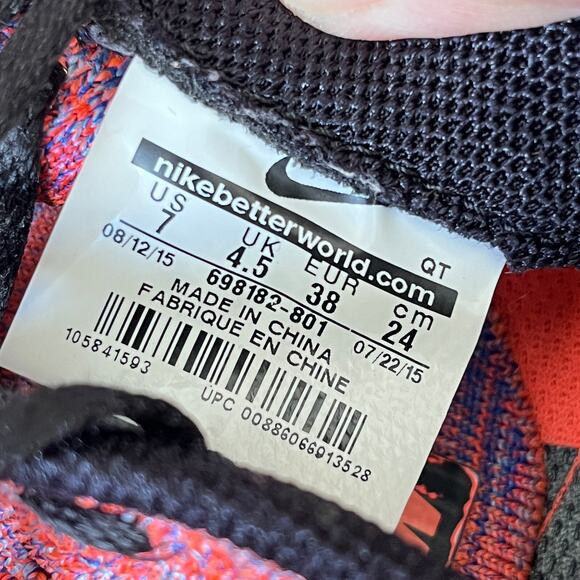 nikebetterworld.com
US UK EUR cm QT
7 4.5 38 24
08/12/15 698182-801 07/22/15
MADE IN CHINA
FABRIQUE EN CHINE
105841593
UPC 00886066913528